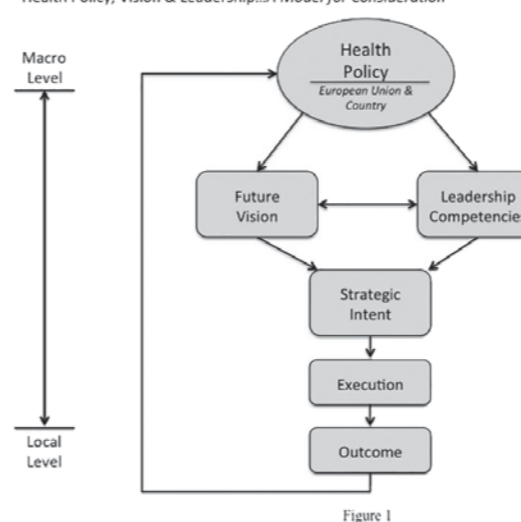 Health Policy, Vision & Leadership...A Model for Consideration
Macro
Level
Health
Policy
European Union &
Country
Future
Vision
Leadership
Competencies
Strategic
Intent
Execution
Outcome
Local
Level
Figure 1